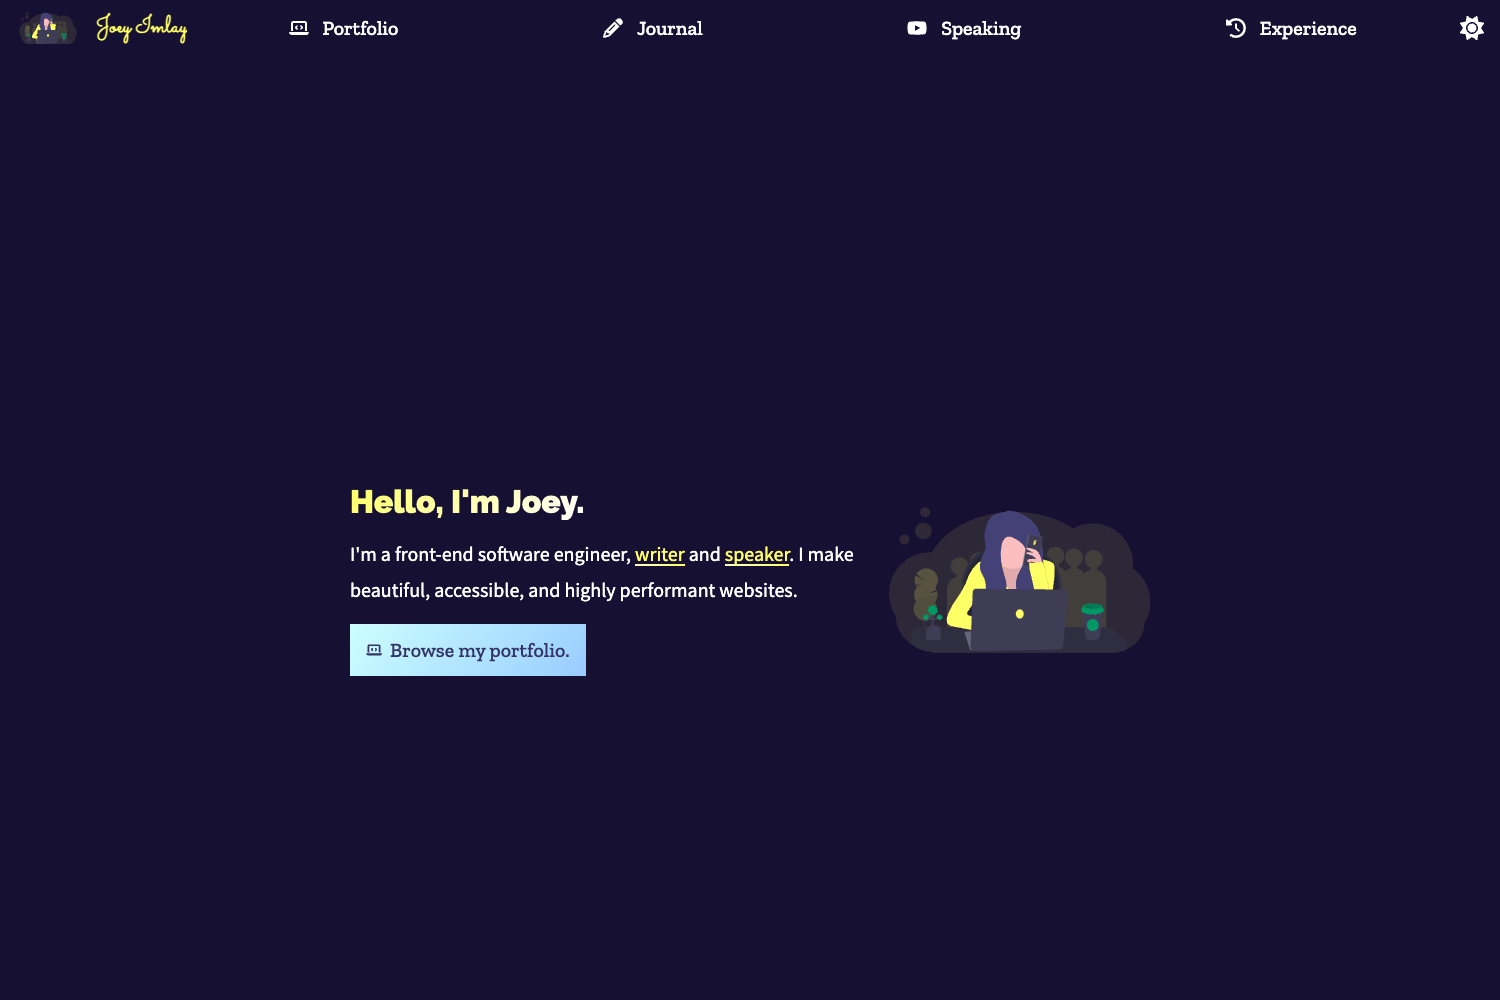 Joey Imlay
Portfolio
Journal
Speaking
Experience
Hello, I'm Joey.
I'm a front-end software engineer, writer and speaker. I make
beautiful, accessible, and highly performant websites.
Browse my portfolio.